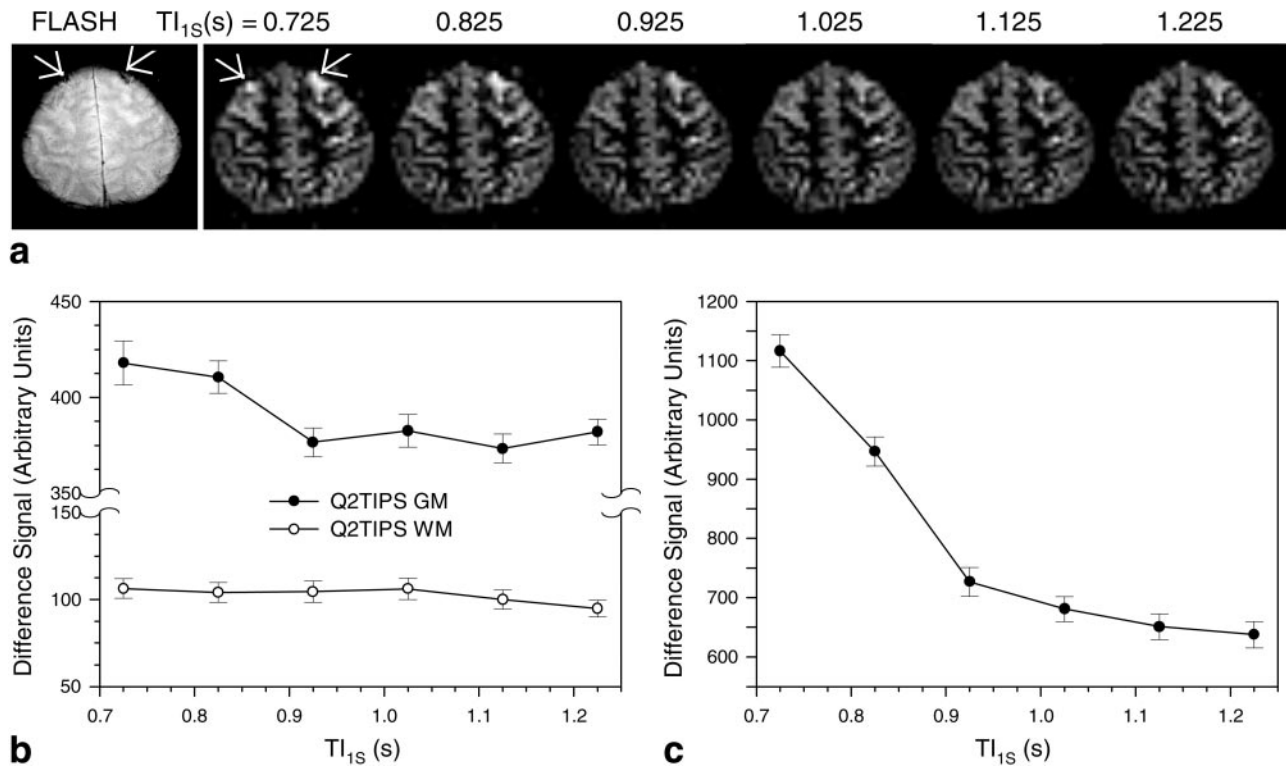 FLASH TI1S(s) = 0.725 0.825 0.925 1.025 1.125 1.225
a
450
400
350
150
100
50
Difference Signal (Arbitrary Units)
Q2TIPS GM
Q2TIPS WM
0.7 0.8 0.9 1.0 1.1 1.2
TI1S (s)
b
1200
1100
1000
900
800
700
600
Difference Signal (Arbitrary Units)
0.7 0.8 0.9 1.0 1.1 1.2
TI1S (s)
c